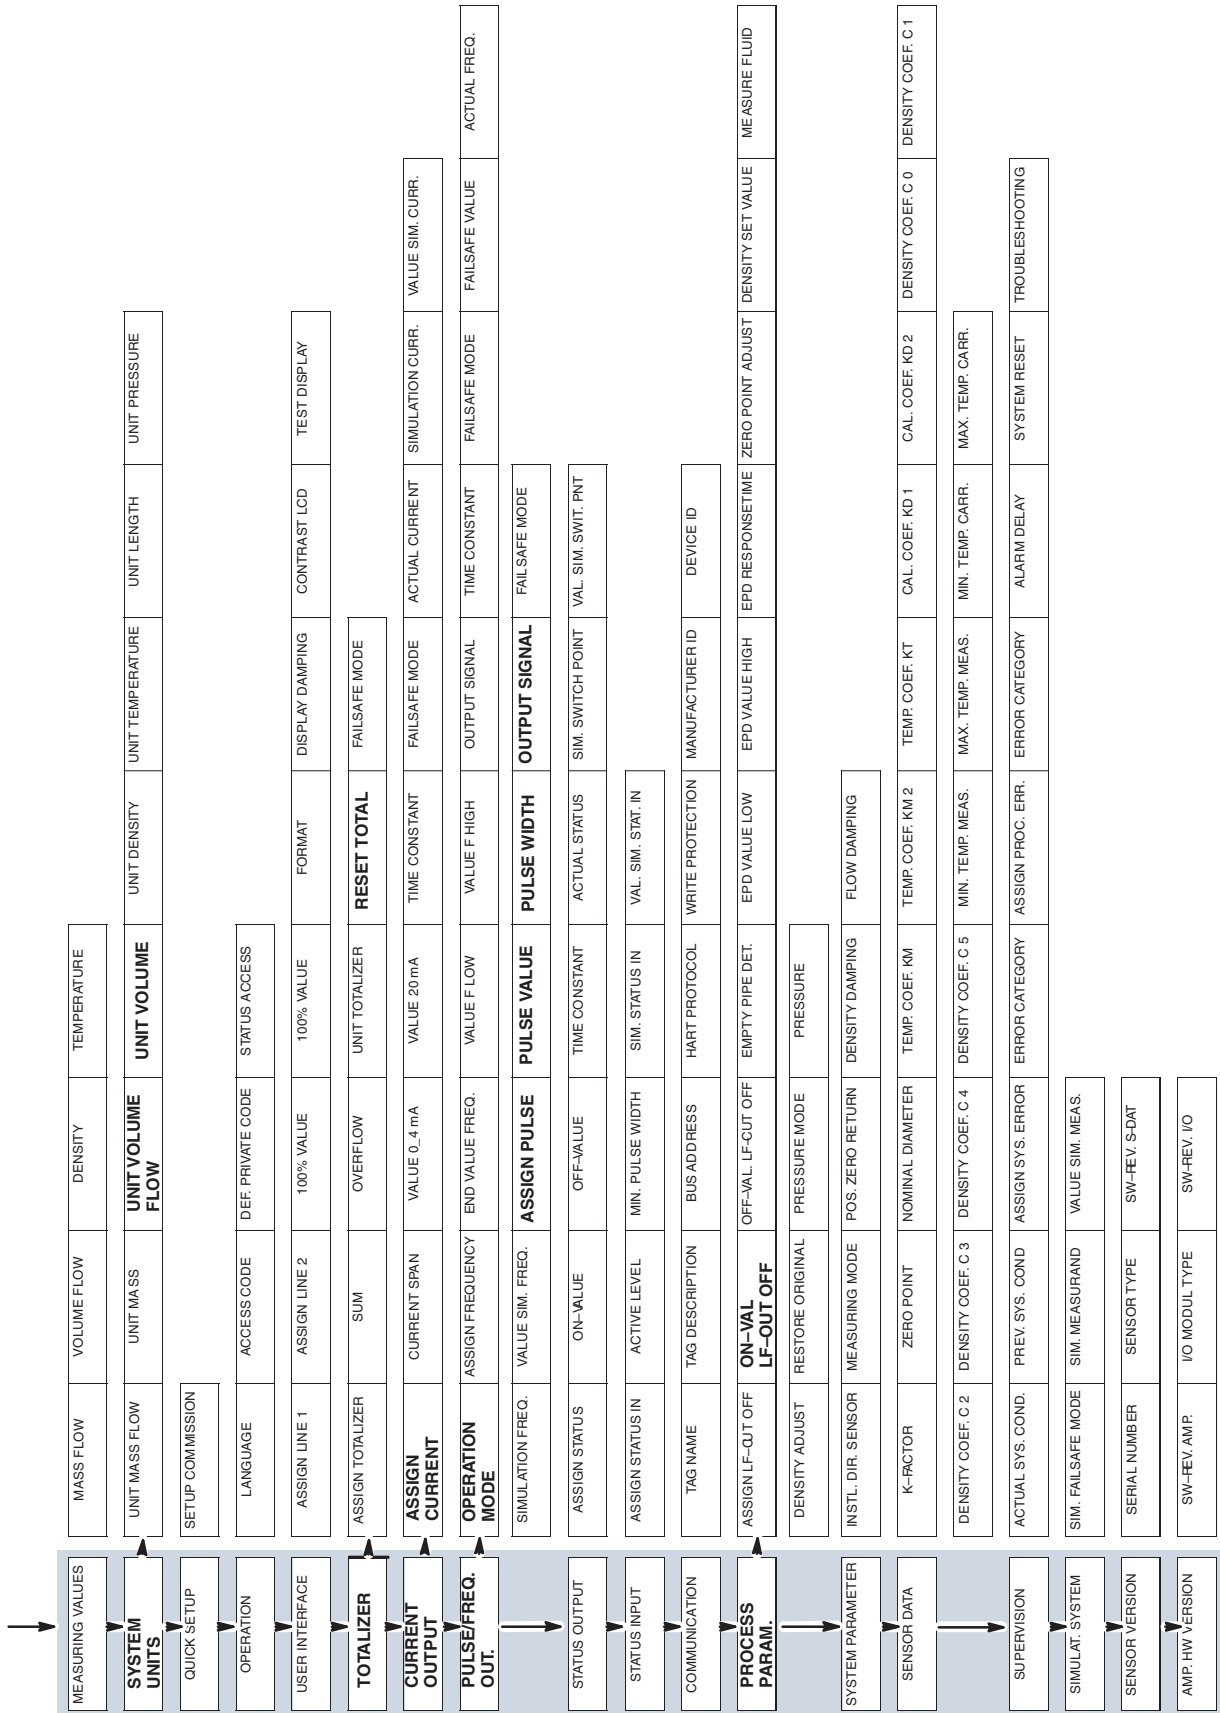 MEASURING VALUES
MASS FLOW
VOLUME FLOW
DENSITY
TEMPERATURE
SYSTEM
UNITS
UNIT MASS FLOW
UNIT MASS
UNIT VOLUME
FLOW
UNIT VOLUME
UNIT DENSITY
UNIT TEMPERATURE
UNIT LENGTH
UNIT PRESSURE
QUICK SETUP
SETUP COMMISSION
OPERATION
LANGUAGE
ACCESS CODE
DEF. PRIVATE CODE
STATUS ACCESS
USER INTERFACE
ASSIGN LINE 1
ASSIGN LINE 2
100% VALUE
100% VALUE
FORMAT
DISPLAY DAMPING
CONTRAST LCD
TEST DISPLAY
TOTALIZER
ASSIGN TOTALIZER
SUM
OVERFLOW
UNIT TOTALIZER
RESET TOTAL
FAILSAFE MODE
CURRENT
OUTPUT
ASSIGN
CURRENT
CURRENT SPAN
VALUE 0_4 mA
VALUE 20 mA
TIME CONSTANT
FAILSAFE MODE
ACTUAL CURRENT
SIMULATION CURR.
VALUE SIM. CURR.
PULSE/FREQ.
OUT.
OPERATION
MODE
ASSIGN FREQUENCY
END VALUE FREQ.
VALUE F LOW
VALUE F HIGH
OUTPUT SIGNAL
TIME CONSTANT
FAILSAFE MODE
FAILSAFE VALUE
ACTUAL FREQ.
SIMULATION FREQ.
VALUE SIM. FREQ.
ASSIGN PULSE
PULSE VALUE
PULSE WIDTH
OUTPUT SIGNAL
FAILSAFE MODE
STATUS OUTPUT
ASSIGN STATUS
ON–VALUE
OFF–VALUE
TIME CONSTANT
ACTUAL STATUS
SIM. SWITCH POINT
VAL. SIM. SWIT. PNT
STATUS INPUT
ASSIGN STATUS IN
ACTIVE LEVEL
MIN. PULSE WIDTH
SIM. STATUS IN
VAL. SIM. STAT. IN
COMMUNICATION
TAG NAME
TAG DESCRIPTION
BUS ADDRESS
HART PROTOCOL
WRITE PROTECTION
MANUFACTURER ID
DEVICE ID
PROCESS
PARAM.
ASSIGN LF–CUT OFF
ON–VAL
LF–OUT OFF
OFF–VAL. LF–CUT OFF
EMPTY PIPE DET.
EPD VALUE LOW
EPD VALUE HIGH
EPD RESPONSETIME
ZERO POINT ADJUST
DENSITY SET VALUE
MEASURE FLUID
DENSITY ADJUST
RESTORE ORIGINAL
PRESSURE MODE
PRESSURE
SYSTEM PARAMETER
INSTL. DIR. SENSOR
MEASURING MODE
POS. ZERO RETURN
DENSITY DAMPING
FLOW DAMPING
SENSOR DATA
K–FACTOR
ZERO POINT
NOMINAL DIAMETER
TEMP. COEF. KM
TEMP. COEF. KM 2
TEMP. COEF. KT
CAL. COEF. KD 1
CAL. COEF. KD 2
DENSITY COEF. C 0
DENSITY COEF. C 1
DENSITY COEF. C 2
DENSITY COEF. C 3
DENSITY COEF. C 4
DENSITY COEF. C 5
MIN. TEMP. MEAS.
MAX. TEMP. MEAS.
MIN. TEMP. CARR.
MAX. TEMP. CARR.
SUPERVISION
ACTUAL SYS. COND.
PREV. SYS. COND
ASSIGN SYS. ERROR
ERROR CATEGORY
ASSIGN PROC. ERR.
ERROR CATEGORY
ALARM DELAY
SYSTEM RESET
TROUBLESHOOTING
SIMULAT. SYSTEM
SIM. FAILSAFE MODE
SIM. MEASURAND
VALUE SIM. MEAS.
SENSOR VERSION
SERIAL NUMBER
SENSOR TYPE
SW–REV. S–DAT
AMP. HW VERSION
SW–REV. AMP.
I/O MODUL TYPE
SW–REV. I/O